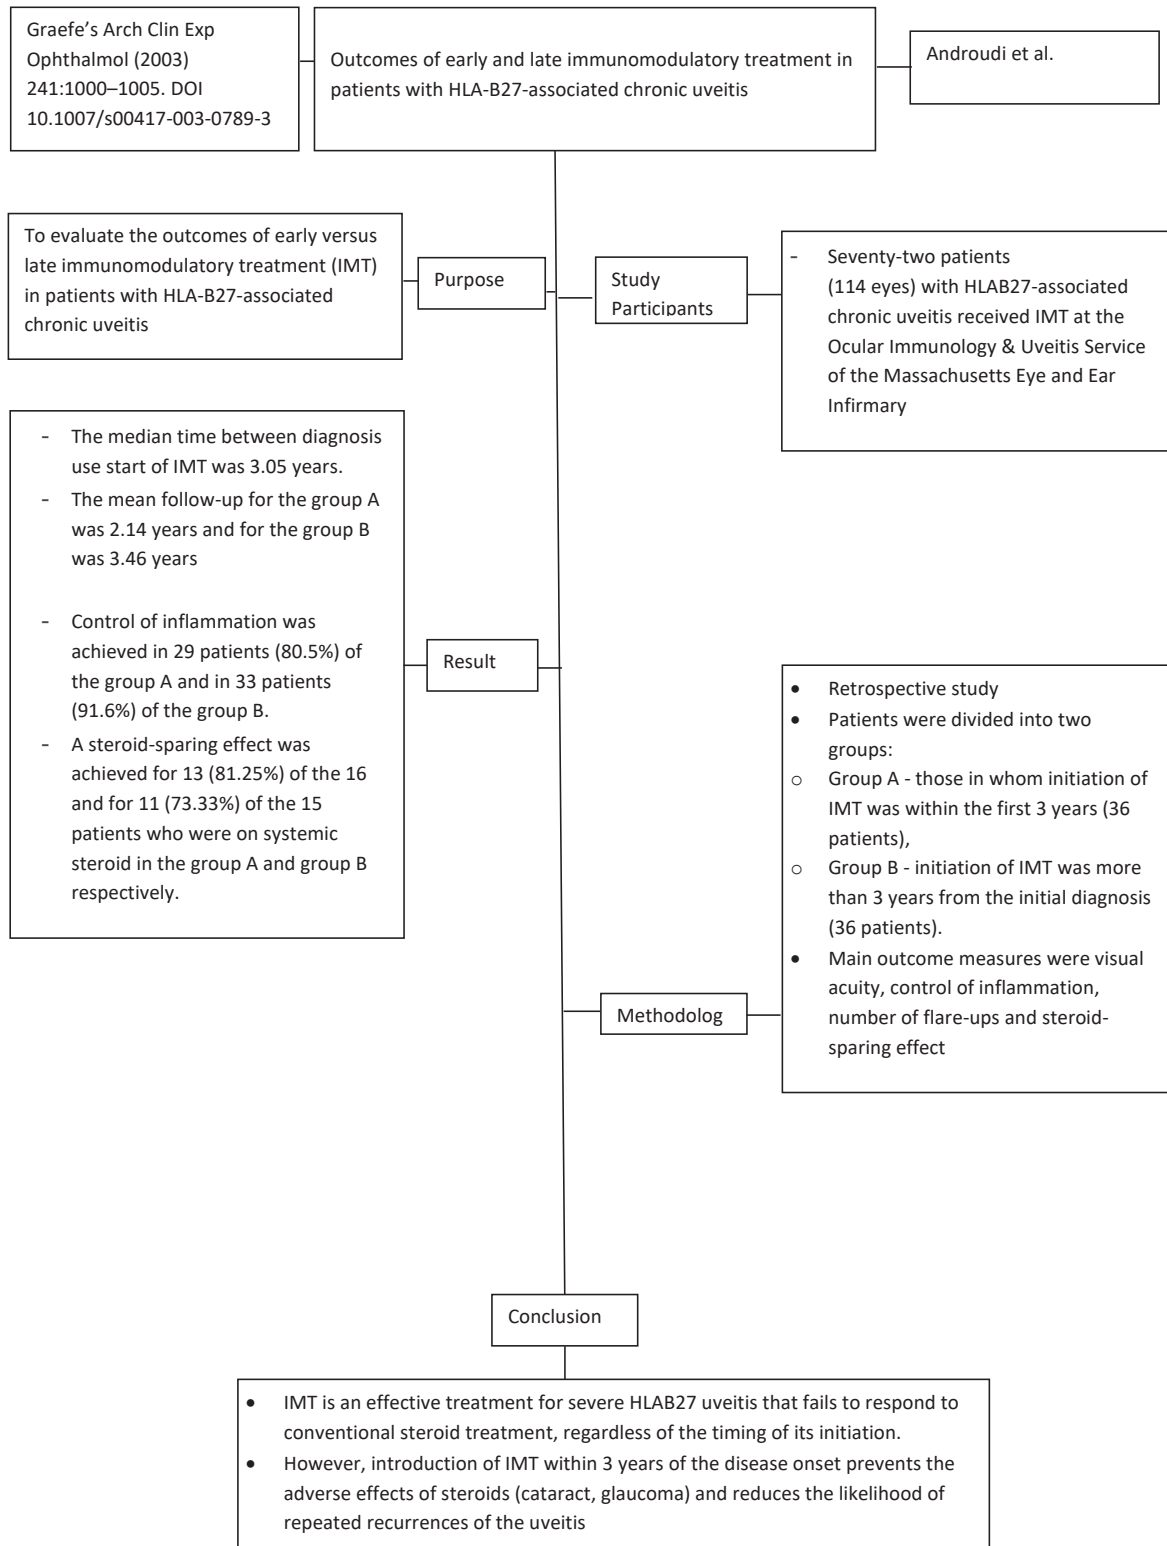 Graefe’s Arch Clin Exp
Ophthalmol (2003)
241:1000–1005. DOI
10.1007/s00417-003-0789-3
Outcomes of early and late immunomodulatory treatment in
patients with HLA-B27-associated chronic uveitis
Androudi et al.
To evaluate the outcomes of early versus
late immunomodulatory treatment (IMT)
in patients with HLA-B27-associated
chronic uveitis
Purpose
Study
Participants
- Seventy-two patients
(114 eyes) with HLAB27-associated
chronic uveitis received IMT at the
Ocular Immunology & Uveitis Service
of the Massachusetts Eye and Ear
Infirmary
- The median time between diagnosis
use start of IMT was 3.05 years.
- The mean follow-up for the group A
was 2.14 years and for the group B
was 3.46 years
- Control of inflammation was
achieved in 29 patients (80.5%) of
the group A and in 33 patients
(91.6%) of the group B.
- A steroid-sparing effect was
achieved for 13 (81.25%) of the 16
and for 11 (73.33%) of the 15
patients who were on systemic
steroid in the group A and group B
respectively.
Result
Methodolog
• Retrospective study
• Patients were divided into two
groups:
o Group A - those in whom initiation of
IMT was within the first 3 years (36
patients),
o Group B - initiation of IMT was more
than 3 years from the initial diagnosis
(36 patients).
• Main outcome measures were visual
acuity, control of inflammation,
number of flare-ups and steroid-
sparing effect
Conclusion
• IMT is an effective treatment for severe HLAB27 uveitis that fails to respond to
conventional steroid treatment, regardless of the timing of its initiation.
• However, introduction of IMT within 3 years of the disease onset prevents the
adverse effects of steroids (cataract, glaucoma) and reduces the likelihood of
repeated recurrences of the uveitis